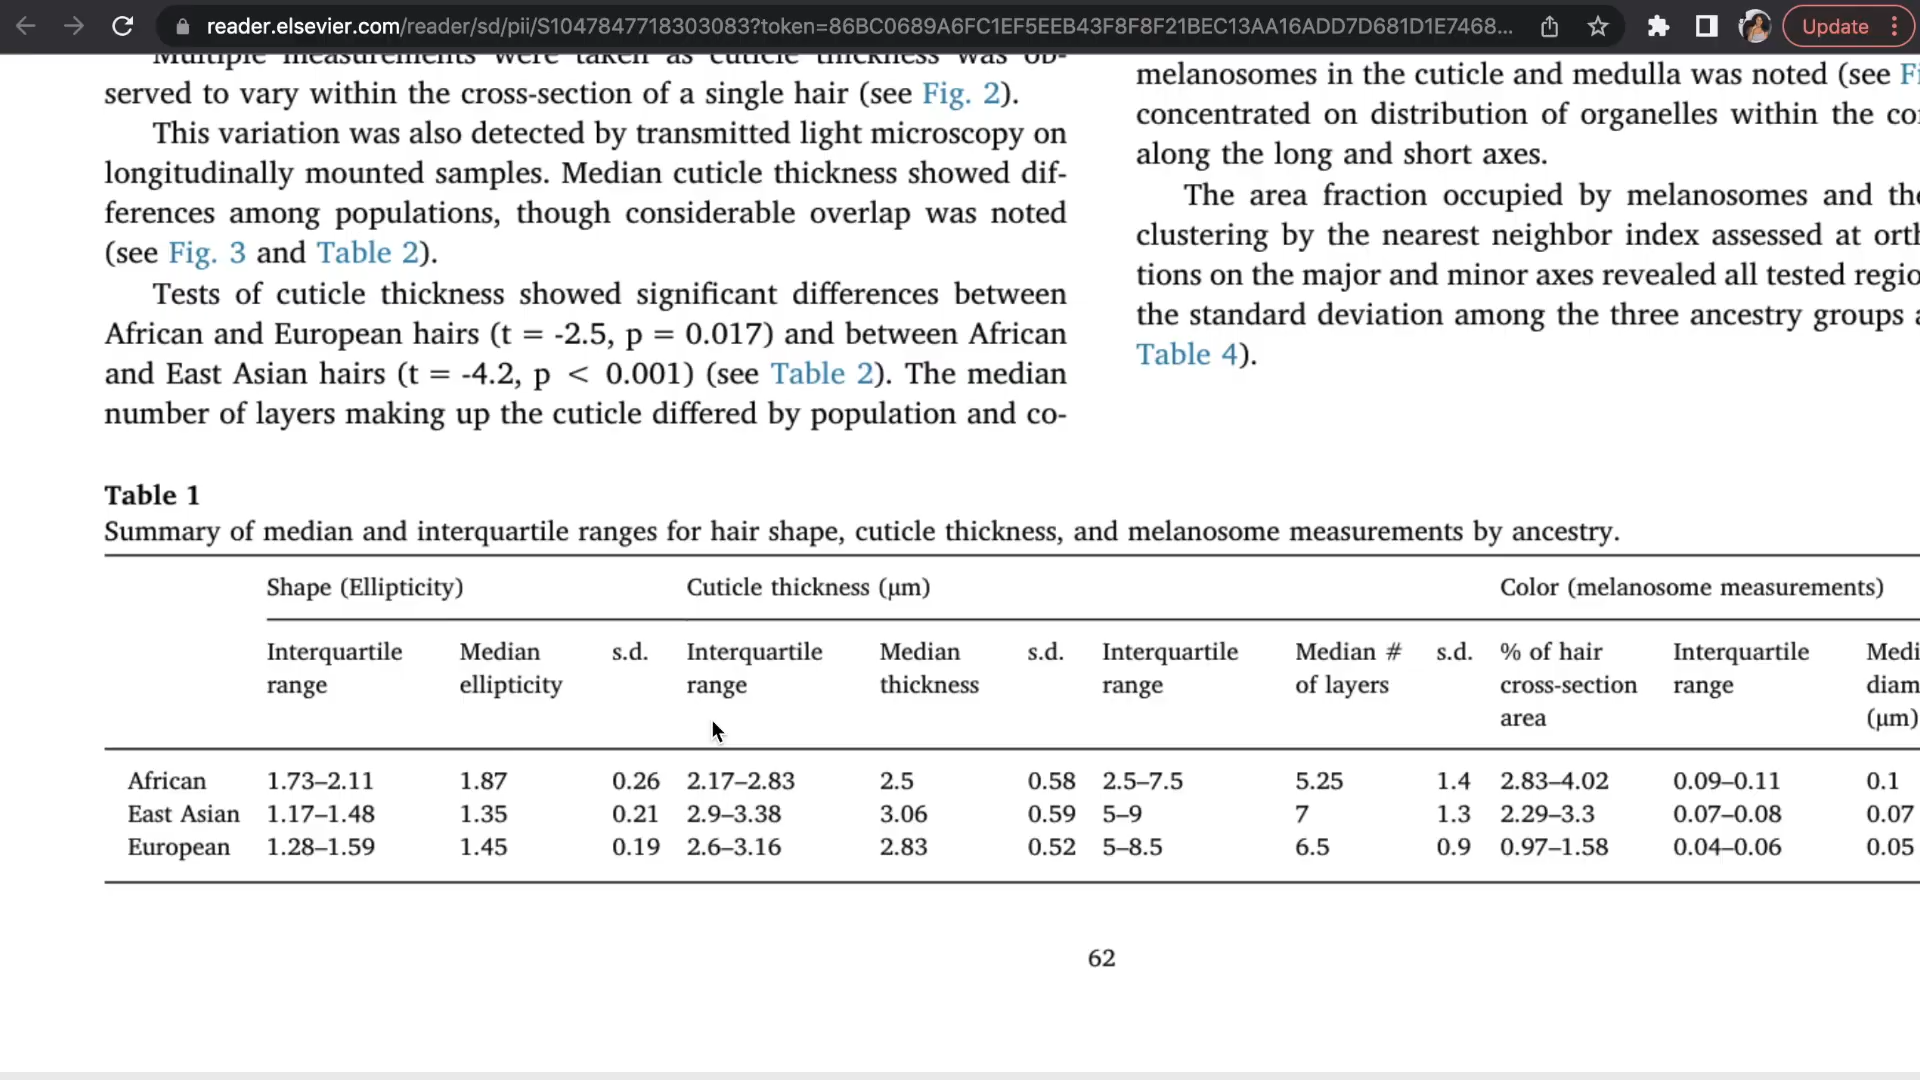 reader.elsevier.com/reader/sd/pii/S1047847718303083?token=86BC0689A6FC1EF5EEB43F8F8F21BEC13AA16ADD7D681D1E7468...
Update
Multiple measurements were taken as cuticle thickness was ob-
served to vary within the cross-section of a single hair (see Fig. 2).
This variation was also detected by transmitted light microscopy on
longitudinally mounted samples. Median cuticle thickness showed dif-
ferences among populations, though considerable overlap was noted
(see Fig. 3 and Table 2).
Tests of cuticle thickness showed significant differences between
African and European hairs (t = -2.5, p = 0.017) and between African
and East Asian hairs (t = -4.2, p < 0.001) (see Table 2). The median
number of layers making up the cuticle differed by population and co-
melanosomes in the cuticle and medulla was noted (see Fi
concentrated on distribution of organelles within the co
along the long and short axes.
The area fraction occupied by melanosomes and the
clustering by the nearest neighbor index assessed at orth
tions on the major and minor axes revealed all tested regio
the standard deviation among the three ancestry groups a
Table 4).
Table 1
Summary of median and interquartile ranges for hair shape, cuticle thickness, and melanosome measurements by ancestry.
Shape (Ellipticity) Cuticle thickness (μm) Color (melanosome measurements)
Interquartile Median s.d. Interquartile Median s.d. Interquartile Median # s.d. % of hair Interquartile Medi
range ellipticity range thickness range of layers cross-section range diam
area (μm)
African 1.73–2.11 1.87 0.26 2.17–2.83 2.5 0.58 2.5–7.5 5.25 1.4 2.83–4.02 0.09–0.11 0.1
East Asian 1.17–1.48 1.35 0.21 2.9–3.38 3.06 0.59 5–9 7 1.3 2.29–3.3 0.07–0.08 0.07
European 1.28–1.59 1.45 0.19 2.6–3.16 2.83 0.52 5–8.5 6.5 0.9 0.97–1.58 0.04–0.06 0.05
62